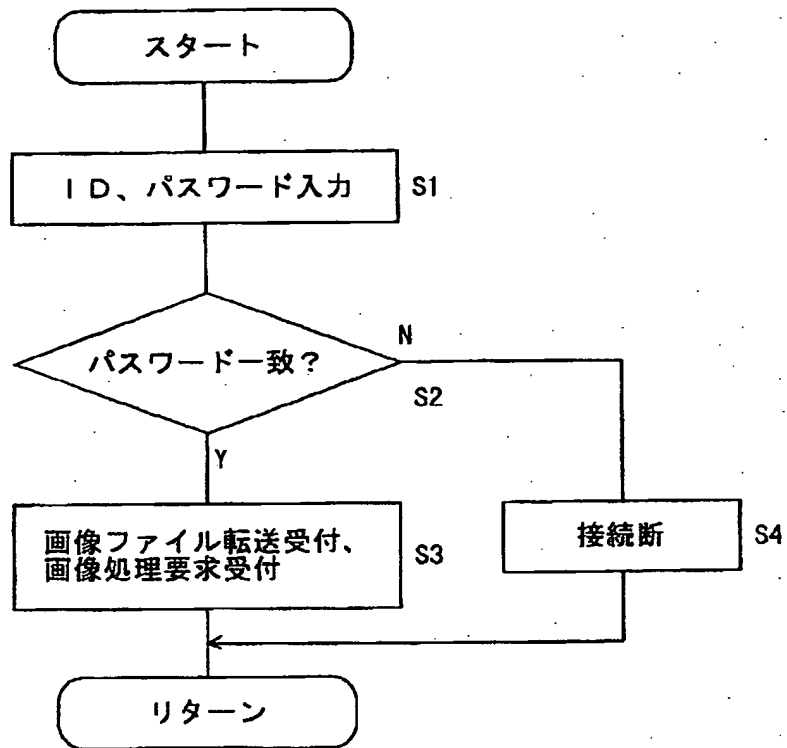 スタート
ID、パスワード入力
S1
パスワード一致?
N
S2
Y
画像ファイル転送受付、
画像処理要求受付
S3
接続断
S4
リターン